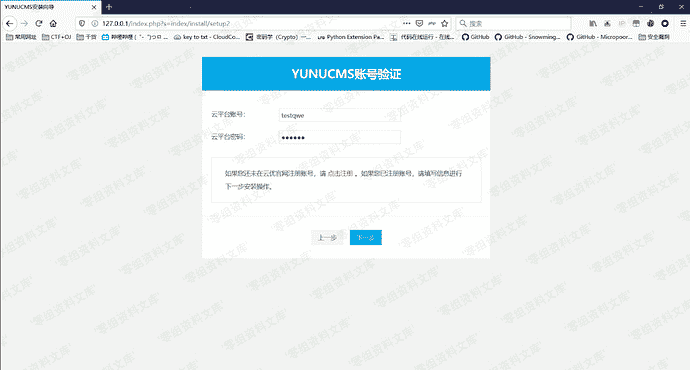 YUNUCMS安装向导
127.0.0.1/index.php?s=index/install/setup2
搜索
常用网址
CTF+OJ
干货
key to txt - CloudCo...
密码学 (Crypto) 一...
Python Extension Pa...
代码在线运行 - 在线...
GitHub
GitHub - Snowming...
GitHub - Micropoor...
安全脑图
YUNUCMS账号验证
云平台账号：
testqwe
云平台密码：
●●●●●●
如果您还未在云优官网注册账号，请 点击注册 。如果您已注册账号，请填写信息进行
下一步安装操作。
上一步
下一步
零组资料文库